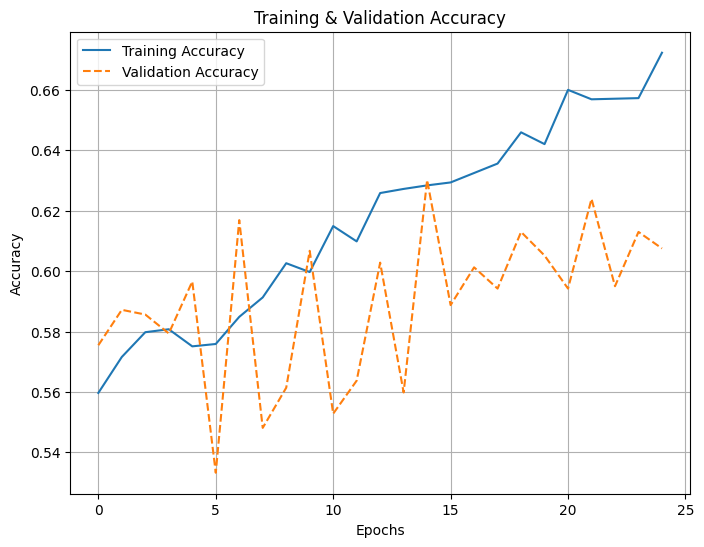 Training & Validation Accuracy
Training Accuracy
Validation Accuracy
Accuracy
0.66
0.64
0.62
0.60
0.58
0.56
0.54
0 5 10 15 20 25
Epochs